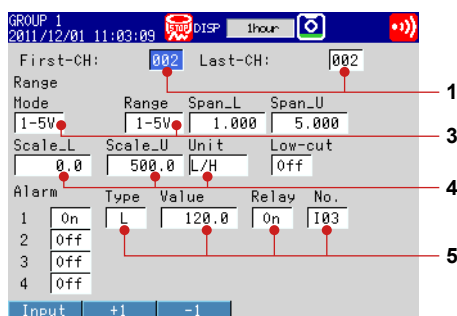 GROUP 1
2011/12/01 11:03:09 STOP DISP 1hour
First-CH: 002 Last-CH: 002
1
Range
Mode Range Span_L Span_U
1-5V 1-5V 1.000 5.000
3
Scale_L Scale_U Unit Low-cut
0.0 500.0 L/H Off
4
Alarm Type Value Relay No.
1 On L 120.0 On I03
2 Off
3 Off
5
4 Off
Input +1 -1